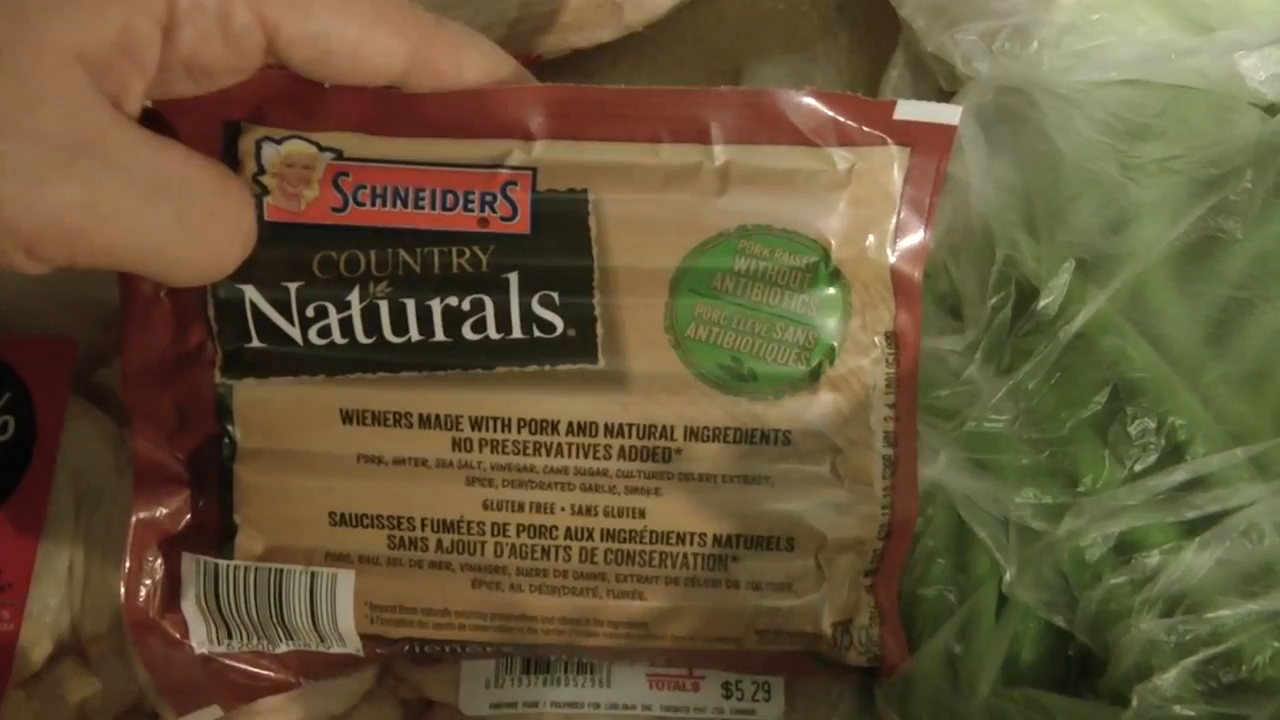 SCHNEIDERS
COUNTRY
Naturals
PORK RAISED
WITHOUT
ANTIBIOTICS
PORC ÉLEVÉ SANS
ANTIBIOTIQUES
WIENERS MADE WITH PORK AND NATURAL INGREDIENTS
NO PRESERVATIVES ADDED*
PORK, WATER, SEA SALT, VINEGAR, CANE SUGAR, CULTURED CELERY EXTRACT,
SPICE, DEHYDRATED GARLIC, SMOKE.
GLUTEN FREE • SANS GLUTEN
SAUCISSES FUMÉES DE PORC AUX INGRÉDIENTS NATURELS
SANS AJOUT D'AGENTS DE CONSERVATION*
PORC, EAU, SEL DE MER, VINAIGRE, SUCRE DE CANNE, EXTRAIT DE CÉLERI DE CULTURE,
ÉPICE, AIL DÉSHYDRATÉ, FUMÉE.
375 g
Wieners
TOTAL$
$5.29
%